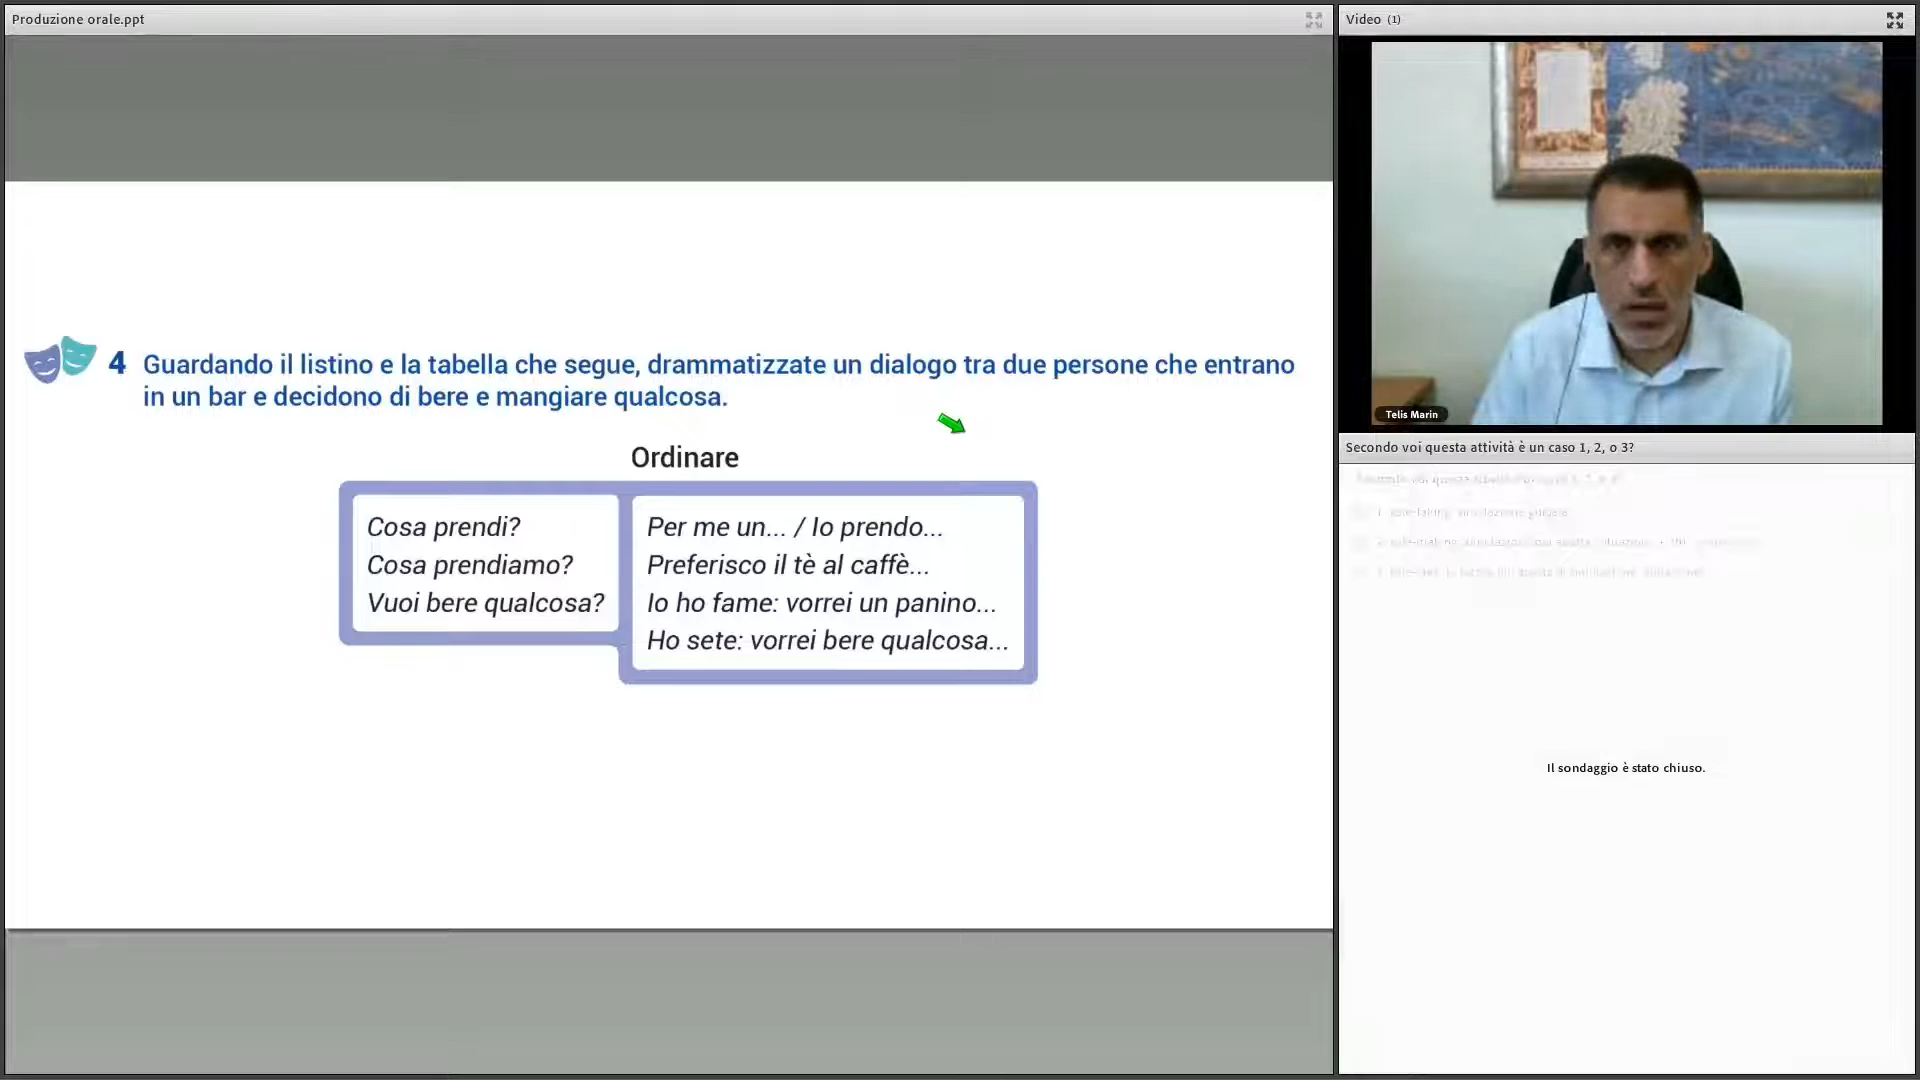 Produzione orale.ppt
4 Guardando il listino e la tabella che segue, drammatizzate un dialogo tra due persone che entrano
in un bar e decidono di bere e mangiare qualcosa.
Ordinare
Cosa prendi?
Cosa prendiamo?
Vuoi bere qualcosa?
Per me un... / Io prendo...
Preferisco il tè al caffè...
Io ho fame: vorrei un panino...
Ho sete: vorrei bere qualcosa...
Video (1)
Telis Marin
Secondo voi questa attività è un caso 1, 2, o 3?
Il sondaggio è stato chiuso.